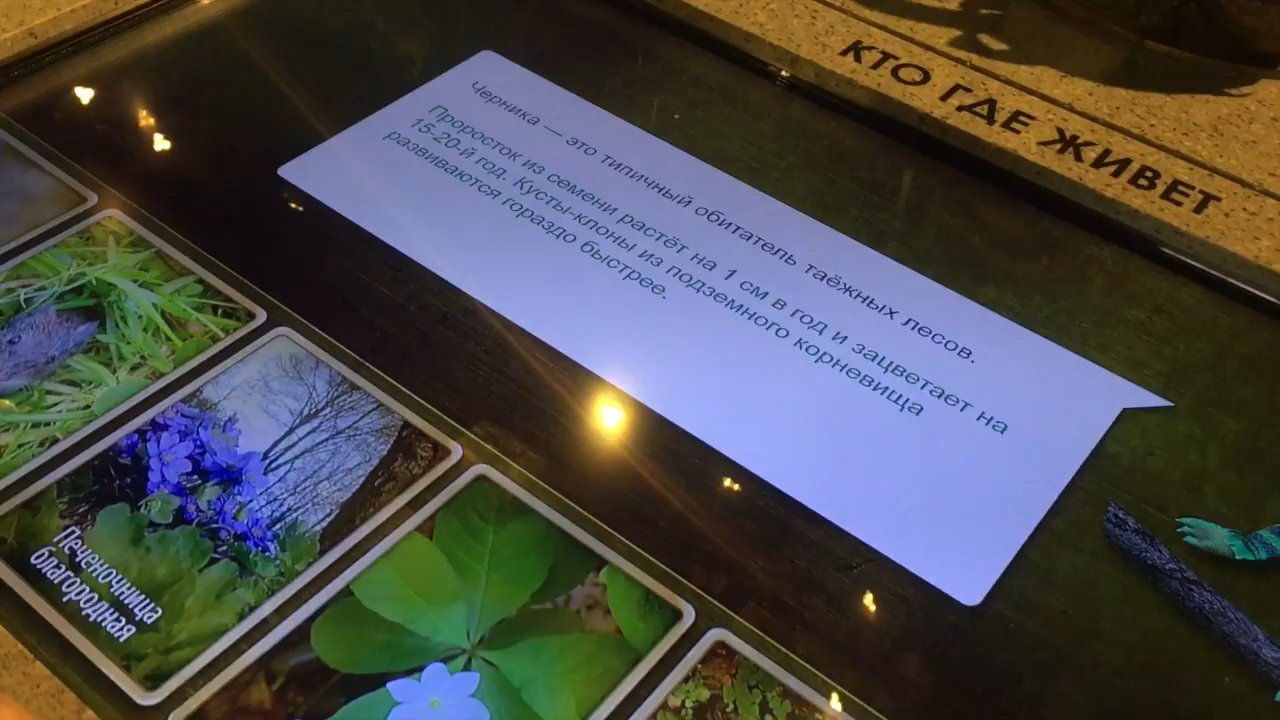 КТО ГДЕ ЖИВЕТ
Черника — это типичный обитатель таёжных лесов.
Проросток из семени растёт на 1 см в год и зацветает на
15-20-й год. Кусты-клоны из подземного корневища
развиваются гораздо быстрее.
Печеночница
благородная